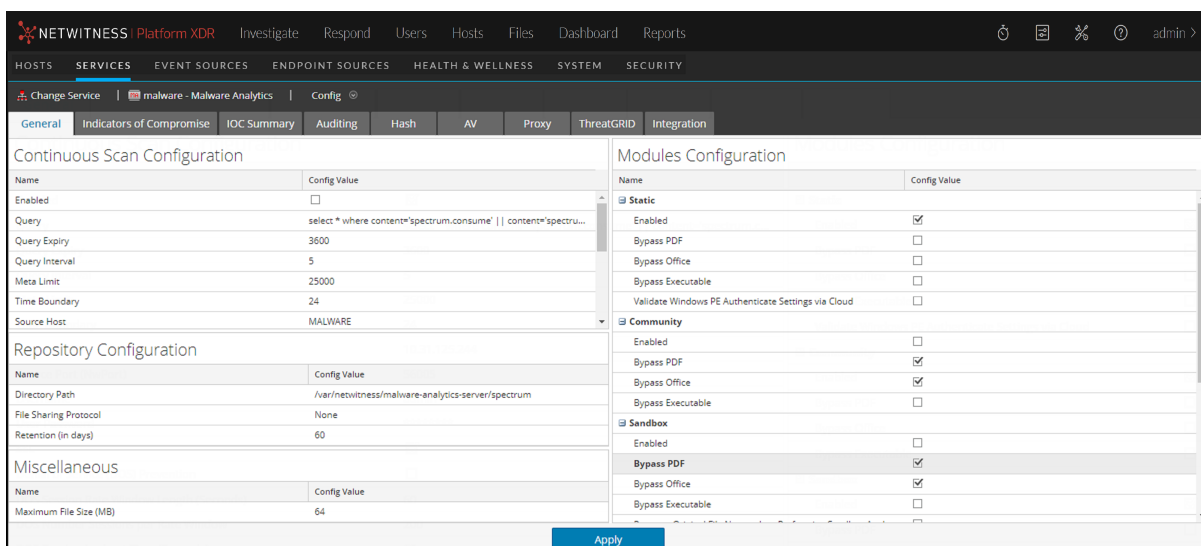 NETWITNESS | Platform XDR Investigate Respond Users Hosts Files Dashboard Reports admin >
HOSTS SERVICES EVENT SOURCES ENDPOINT SOURCES HEALTH & WELLNESS SYSTEM SECURITY
Change Service | malware - Malware Analytics | Config
General Indicators of Compromise IOC Summary Auditing Hash AV Proxy ThreatGRID Integration
Continuous Scan Configuration
Name Config Value
Enabled
Query select * where content='spectrum.consume' || content='spectru...
Query Expiry 3600
Query Interval 5
Meta Limit 25000
Time Boundary 24
Source Host MALWARE
Repository Configuration
Name Config Value
Directory Path /var/netwitness/malware-analytics-server/spectrum
File Sharing Protocol None
Retention (in days) 60
Miscellaneous
Name Config Value
Maximum File Size (MB) 64
Modules Configuration
Name Config Value
Static
Enabled
Bypass PDF
Bypass Office
Bypass Executable
Validate Windows PE Authenticate Settings via Cloud
Community
Enabled
Bypass PDF
Bypass Office
Bypass Executable
Sandbox
Enabled
Bypass PDF
Bypass Office
Bypass Executable
Apply